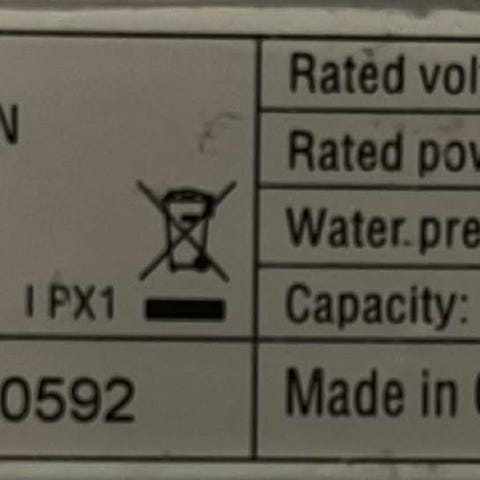 N
Rated vol
Rated pov
Water pre
I PX1
Capacity:
0592
Made in